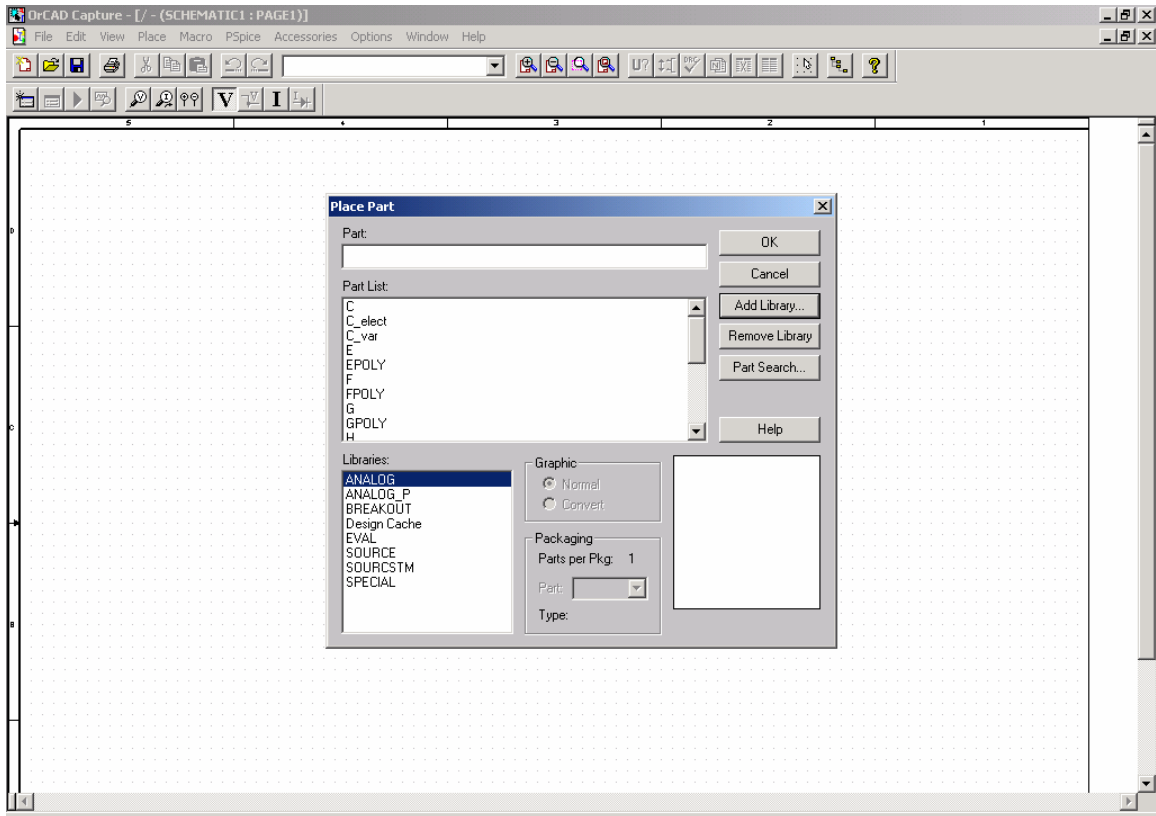 OrCAD Capture - [/ - (SCHEMATIC1 : PAGE1)]
File Edit View Place Macro PSpice Accessories Options Window Help
U? DRC
V I
5 4 3 2 1
D
C
B
Place Part
Part:
OK
Cancel
Part List:
Add Library...
C
C_elect
C_var
E
EPOLY
F
FPOLY
G
GPOLY
H
Remove Library
Part Search...
Help
Libraries:
ANALOG
ANALOG_P
BREAKOUT
Design Cache
EVAL
SOURCE
SOURCSTM
SPECIAL
Graphic
Normal
Convert
Packaging
Parts per Pkg: 1
Part:
Type: